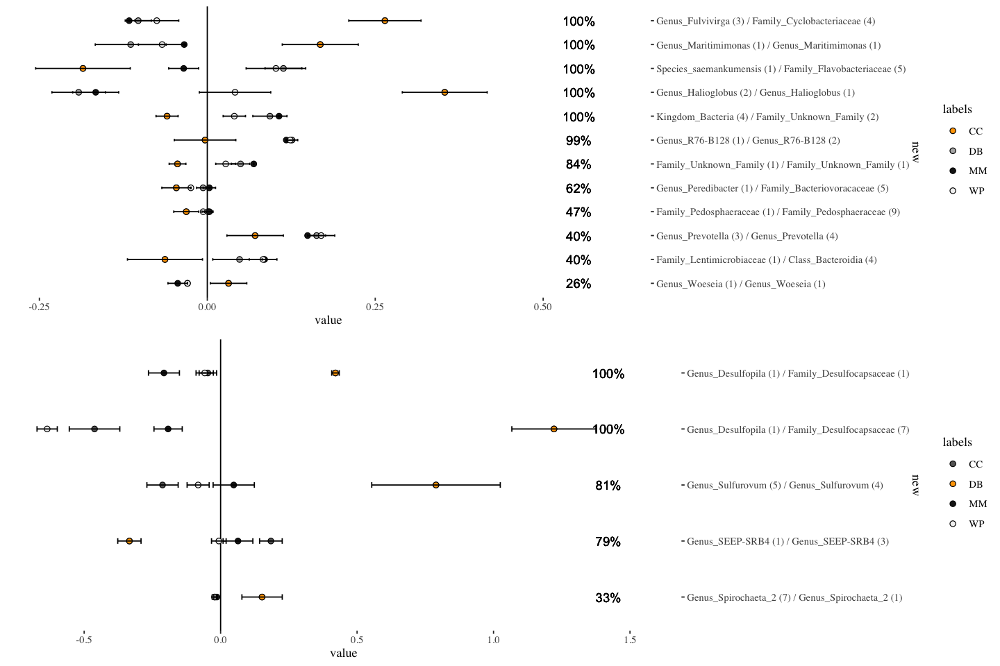 100% Genus_Fulvivirga (3) / Family_Cyclobacteriaceae (4)
100% Genus_Maritimimonas (1) / Genus_Maritimimonas (1)
100% Species_saemankumensis (1) / Family_Flavobacteriaceae (5)
100% Genus_Halioglobus (2) / Genus_Halioglobus (1)
100% Kingdom_Bacteria (4) / Family_Unknown_Family (2)
99% Genus_R76-B128 (1) / Genus_R76-B128 (2)
84% Family_Unknown_Family (1) / Family_Unknown_Family (1)
62% Genus_Peredibacter (1) / Family_Bacteriovoracaceae (5)
47% Family_Pedosphaeraceae (1) / Family_Pedosphaeraceae (9)
40% Genus_Prevotella (3) / Genus_Prevotella (4)
40% Family_Lentimicrobiaceae (1) / Class_Bacteroidia (4)
26% Genus_Woeseia (1) / Genus_Woeseia (1)
new
labels
CC
DB
MM
WP
-0.25 0.00 0.25 0.50
value
100% Genus_Desulfopila (1) / Family_Desulfocapsaceae (1)
100% Genus_Desulfopila (1) / Family_Desulfocapsaceae (7)
81% Genus_Sulfurovum (5) / Genus_Sulfurovum (4)
79% Genus_SEEP-SRB4 (1) / Genus_SEEP-SRB4 (3)
33% Genus_Spirochaeta_2 (7) / Genus_Spirochaeta_2 (1)
new
labels
CC
DB
MM
WP
-0.5 0.0 0.5 1.0 1.5
value